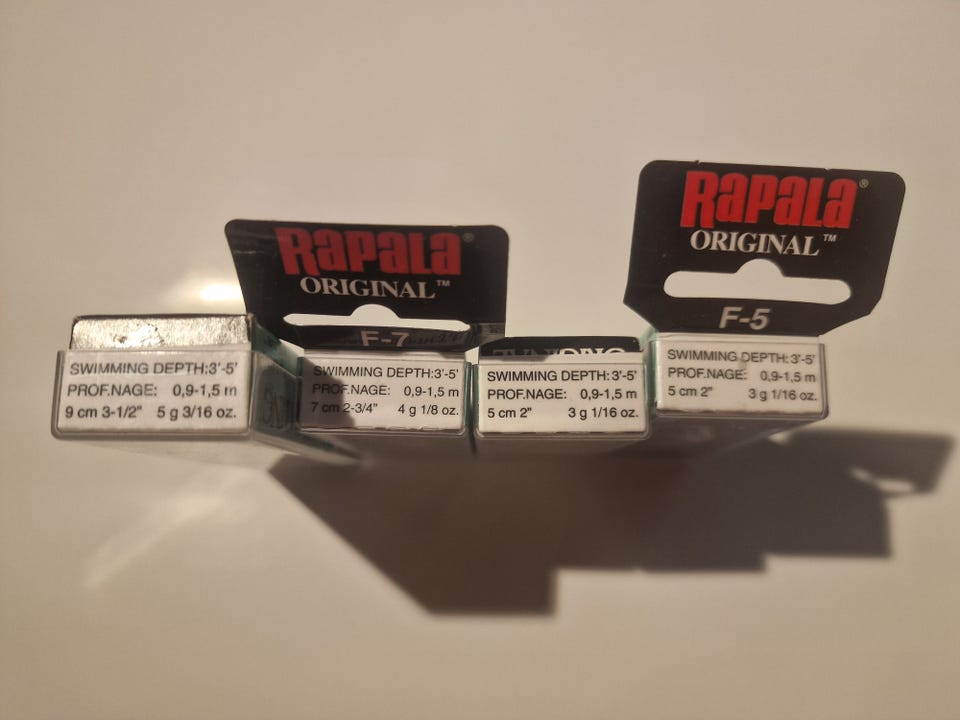 RAPALA®
ORIGINAL™
F-7
RAPALA®
ORIGINAL™
F-5
SWIMMING DEPTH:3'-5'
PROF.NAGE: 0,9-1,5 m
9 cm 3-1/2" 5 g 3/16 oz.
SWIMMING DEPTH:3'-5'
PROF.NAGE: 0,9-1,5 m
7 cm 2-3/4" 4 g 1/8 oz.
SWIMMING DEPTH:3'-5'
PROF.NAGE: 0,9-1,5 m
5 cm 2" 3 g 1/16 oz.
SWIMMING DEPTH:3'-5'
PROF.NAGE: 0,9-1,5 m
5 cm 2" 3 g 1/16 oz.